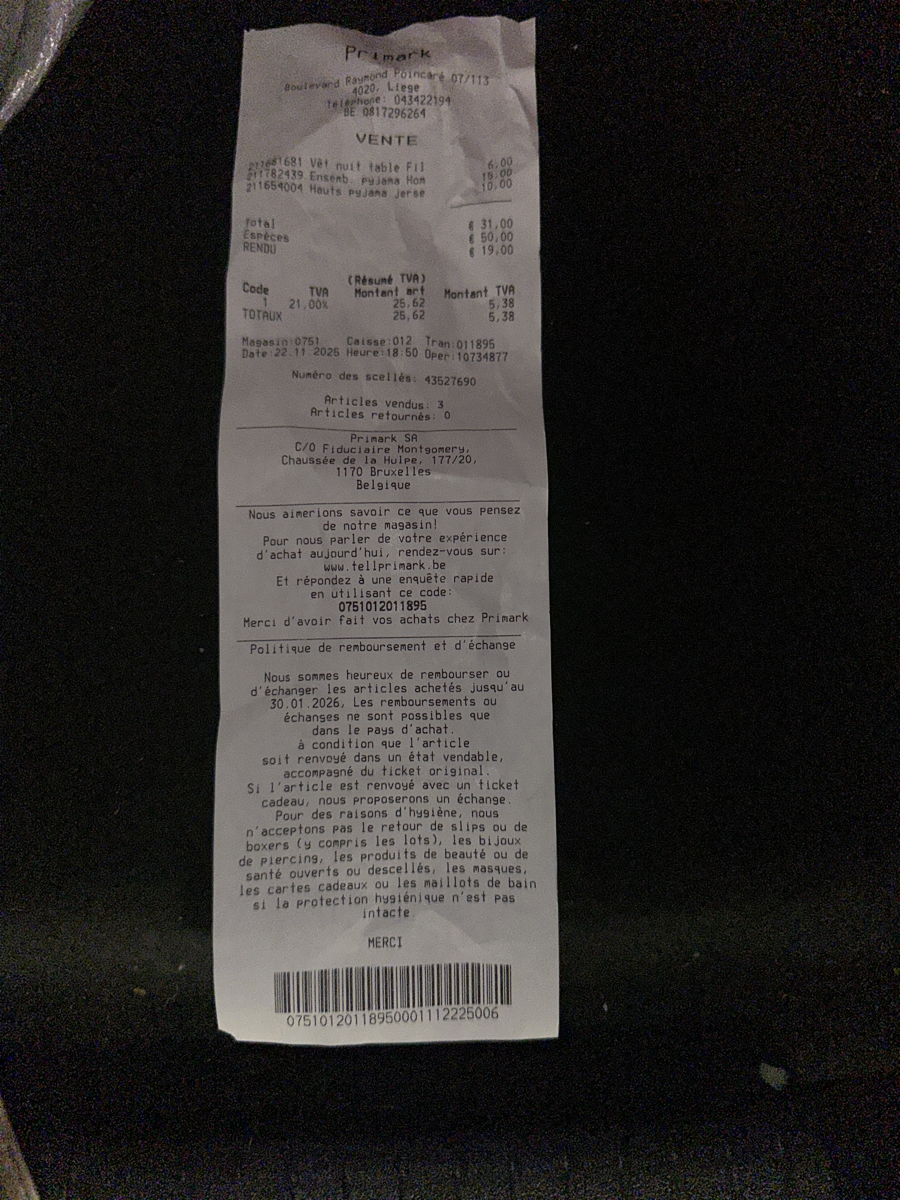 Primark
Boulevard Raymond Poincaré 07/113
4020, Liege
Téléphone: 043422194
BE 0817296264
VENTE
211681681 Vêt nuit table Fil 6,00
211782439 Ensemb. pyjama Hom 15,00
211654004 Hauts pyjama jerse 10,00
Total € 31,00
Espèces € 50,00
RENDU € 19,00
(Résumé TVA)
Code TVA Montant art Montant TVA
1 21,00% 25,62 5,38
TOTAUX 25,62 5,38
Magasin:0751 Caisse:012 Tran:011895
Date:22.11.2025 Heure:18:50 Oper:10734877
Numéro des scellés: 43527690
Articles vendus: 3
Articles retournés: 0
Primark SA
C/O Fiduciaire Montgomery,
Chaussée de la Hulpe, 177/20,
1170 Bruxelles
Belgique
Nous aimerions savoir ce que vous pensez
de notre magasin!
Pour nous parler de votre expérience
d'achat aujourd'hui, rendez-vous sur:
www.tellprimark.be
Et répondez à une enquête rapide
en utilisant ce code:
0751012011895
Merci d'avoir fait vos achats chez Primark
Politique de remboursement et d'échange
Nous sommes heureux de rembourser ou
d'échanger les articles achetés jusqu'au
30.01.2026, Les remboursements ou
échanges ne sont possibles que
dans le pays d'achat.
à condition que l'article
soit renvoyé dans un état vendable,
accompagné du ticket original.
Si l'article est renvoyé avec un ticket
cadeau, nous proposerons un échange.
Pour des raisons d'hygiène, nous
n'acceptons pas le retour de slips ou de
boxers (y compris les lots), les bijoux
de piercing, les produits de beauté ou de
santé ouverts ou descellés, les masques,
les cartes cadeaux ou les maillots de bain
si la protection hygiénique n'est pas
intacte.
MERCI
07510120118950001112225006